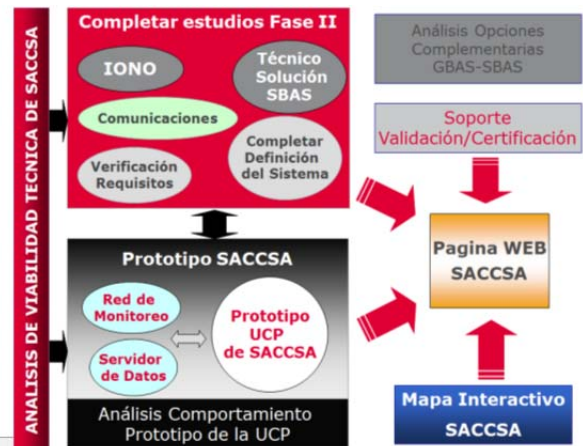 ANALISIS DE VIABILIDAD TECNICA DE SACCSA
Completar estudios Fase II
IONO
Técnico
Solución
SBAS
Comunicaciones
Verificación
Requisitos
Completar
Definición
del Sistema
Prototipo SACCSA
Red de
Monitoreo
Servidor
de Datos
Prototipo
UCP
de SACCSA
Análisis Comportamiento
Prototipo de la UCP
Análisis Opciones
Complementarias
GBAS-SBAS
Soporte
Validación/Certificación
Pagina WEB
SACCSA
Mapa Interactivo
SACCSA